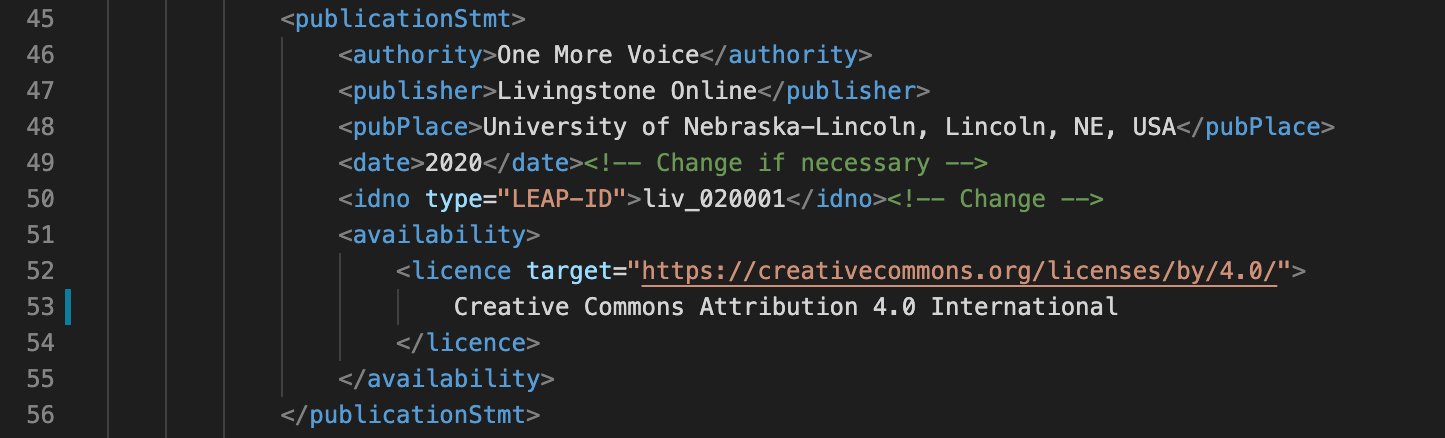 45 <publicationStmt>
46 <authority>One More Voice</authority>
47 <publisher>Livingstone Online</publisher>
48 <pubPlace>University of Nebraska-Lincoln, Lincoln, NE, USA</pubPlace>
49 <date>2020</date><!-- Change if necessary -->
50 <idno type="LEAP-ID">liv_020001</idno><!-- Change -->
51 <availability>
52 <licence target="https://creativecommons.org/licenses/by/4.0/">
53 Creative Commons Attribution 4.0 International
54 </licence>
55 </availability>
56 </publicationStmt>